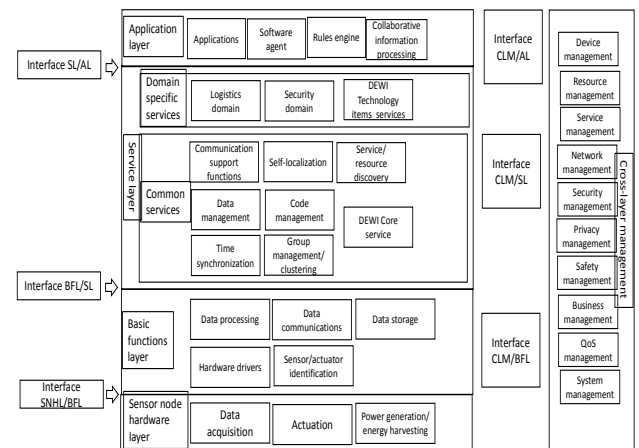 Application
layer
Applications
Software
agent
Rules engine
Collaborative
information
processing
Interface SL/AL
Interface
CLM/AL
Domain
specific
services
Logistics
domain
Security
domain
DEWI
Technology
items services
Service layer
Common
services
Communication
support
functions
Self-localization
Service/
resource
discovery
Data
management
Code
management
DEWI Core
service
Time
synchronization
Group
management/
clustering
Interface
CLM/SL
Interface BFL/SL
Basic
functions
layer
Data processing
Data
communications
Data storage
Hardware drivers
Sensor/actuator
identification
Interface
CLM/BFL
Interface
SNHL/BFL
Sensor node
hardware
layer
Data
acquisition
Actuation
Power generation/
energy harvesting
Device
management
Resource
management
Service
management
Network
management
Security
management
Privacy
management
Safety
management
Business
management
QoS
management
System
management
Cross-layer management